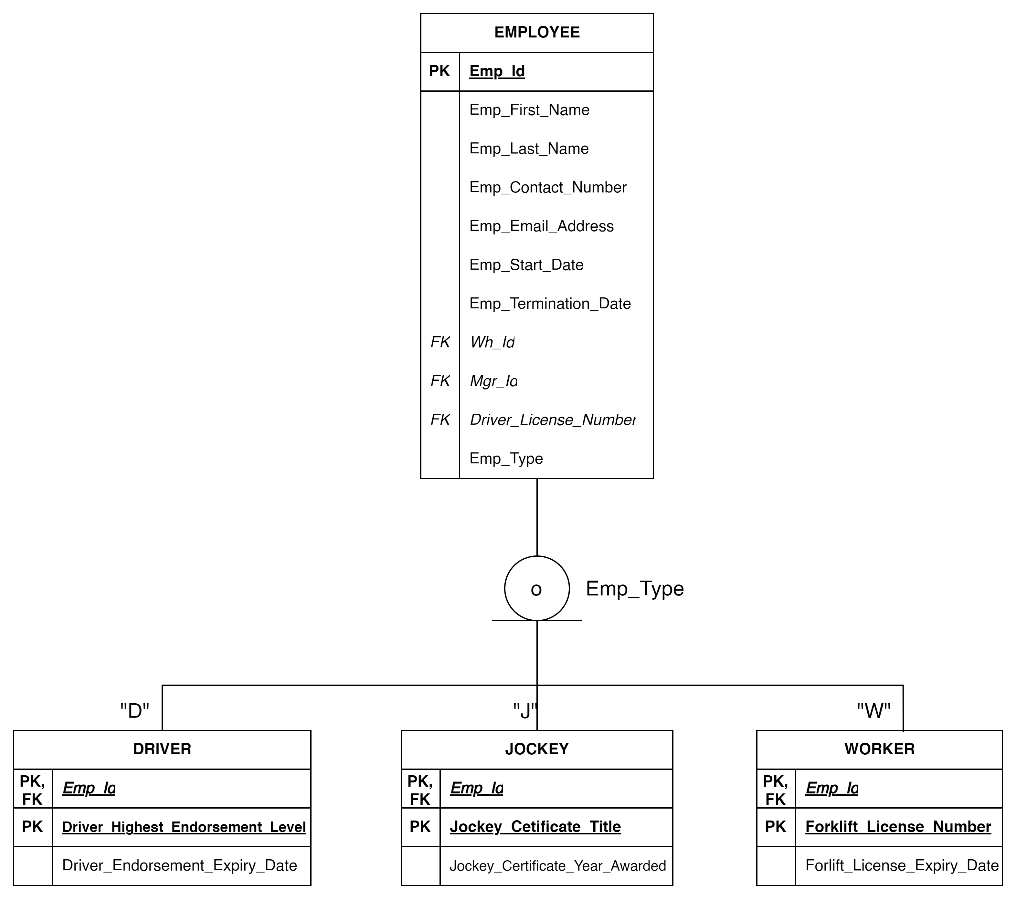 EMPLOYEE
PK Emp_Id
Emp_First_Name
Emp_Last_Name
Emp_Contact_Number
Emp_Email_Address
Emp_Start_Date
Emp_Termination_Date
FK Wh_Id
FK Mgr_Id
FK Driver_License_Number
Emp_Type
o Emp_Type
"D" "J" "W"
DRIVER
PK, FK Emp_Id
PK Driver_Highest_Endorsement_Level
Driver_Endorsement_Expiry_Date
JOCKEY
PK, FK Emp_Id
PK Jockey_Cetificate_Title
Jockey_Certificate_Year_Awarded
WORKER
PK, FK Emp_Id
PK Forklift_License_Number
Forlift_License_Expiry_Date